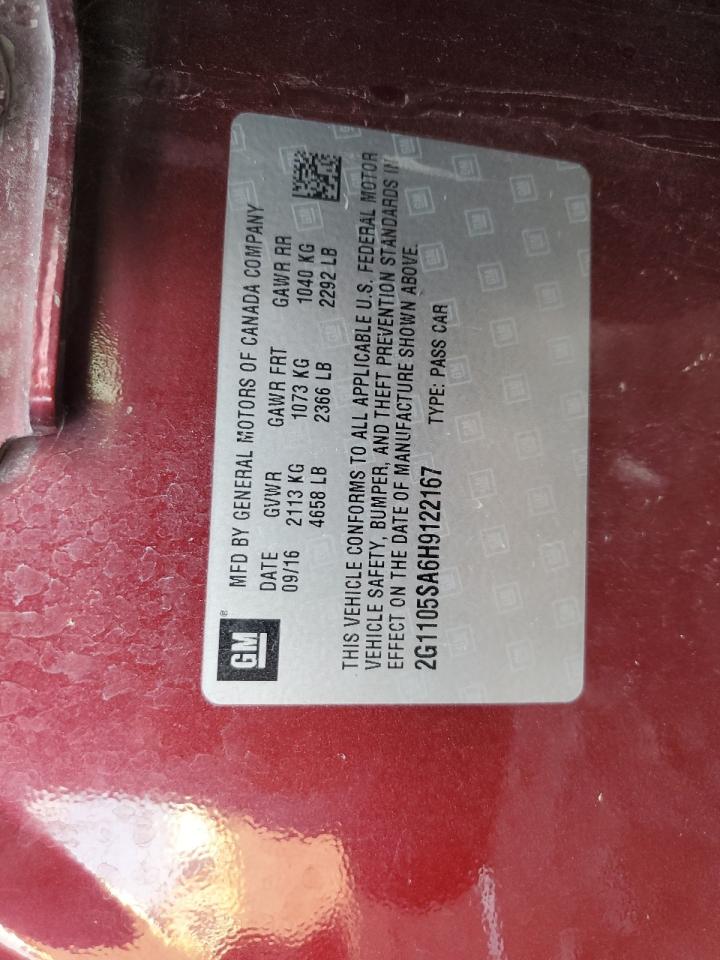 GM®
MFD BY GENERAL MOTORS OF CANADA COMPANY
DATE GVWR GAWR FRT GAWR RR
09/16 2113 KG 1073 KG 1040 KG
4658 LB 2366 LB 2292 LB
THIS VEHICLE CONFORMS TO ALL APPLICABLE U.S. FEDERAL MOTOR
VEHICLE SAFETY, BUMPER, AND THEFT PREVENTION STANDARDS IN
EFFECT ON THE DATE OF MANUFACTURE SHOWN ABOVE.
2G1105SA6H9122167 TYPE: PASS CAR